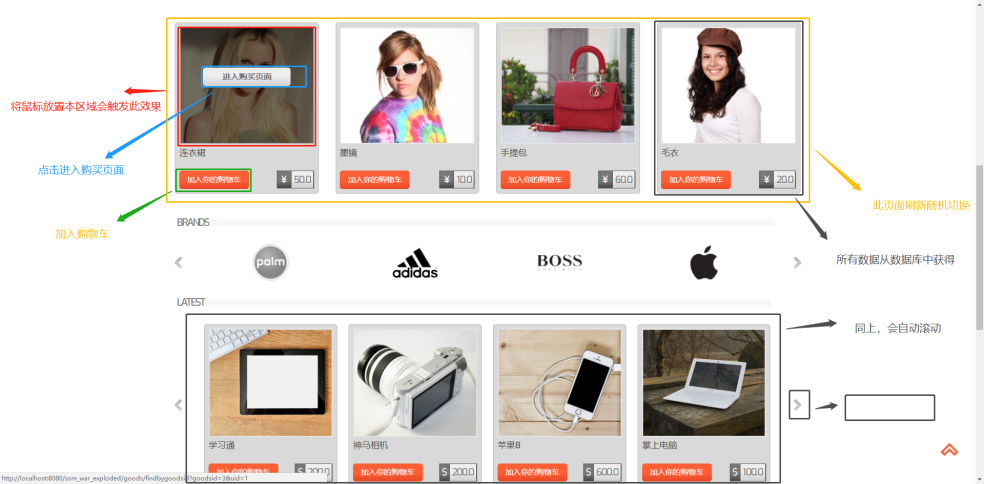 进入购买页面
将鼠标放置本区域会触发此效果
连衣裙
墨镜
手提包
毛衣
点击进入购买页面
加入你的购物车 ¥ 50.0
加入你的购物车 ¥ 10.0
加入你的购物车 ¥ 60.0
加入你的购物车 ¥ 20.0
此页面刷新随机切换
加入购物车
BRANDS
palm
adidas
BOSS
HUGO BOSS
所有数据从数据库中获得
LATEST
同上，会自动滚动
学习通
神马相机
苹果8
掌上电脑
加入你的购物车 $ 200.0
加入你的购物车 $ 200.0
加入你的购物车 $ 600.0
加入你的购物车 $ 100.0
http://localhost:8080/ssm_war_exploded/goods/findbygoodsid?goodsid=3&uid=1